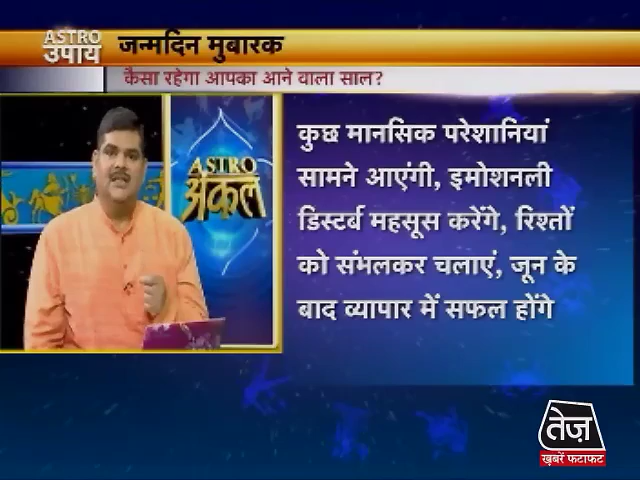 ASTRO
उपाय
जन्मदिन मुबारक
कैसा रहेगा आपका आने वाला साल?
ASTRO
अंकल
कुछ मानसिक परेशानियां
सामने आएंगी, इमोशनली
डिस्टर्ब महसूस करेंगे, रिश्तों
को संभलकर चलाएं, जून के
बाद व्यापार में सफल होंगे
तेज़
ख़बरें फटाफट